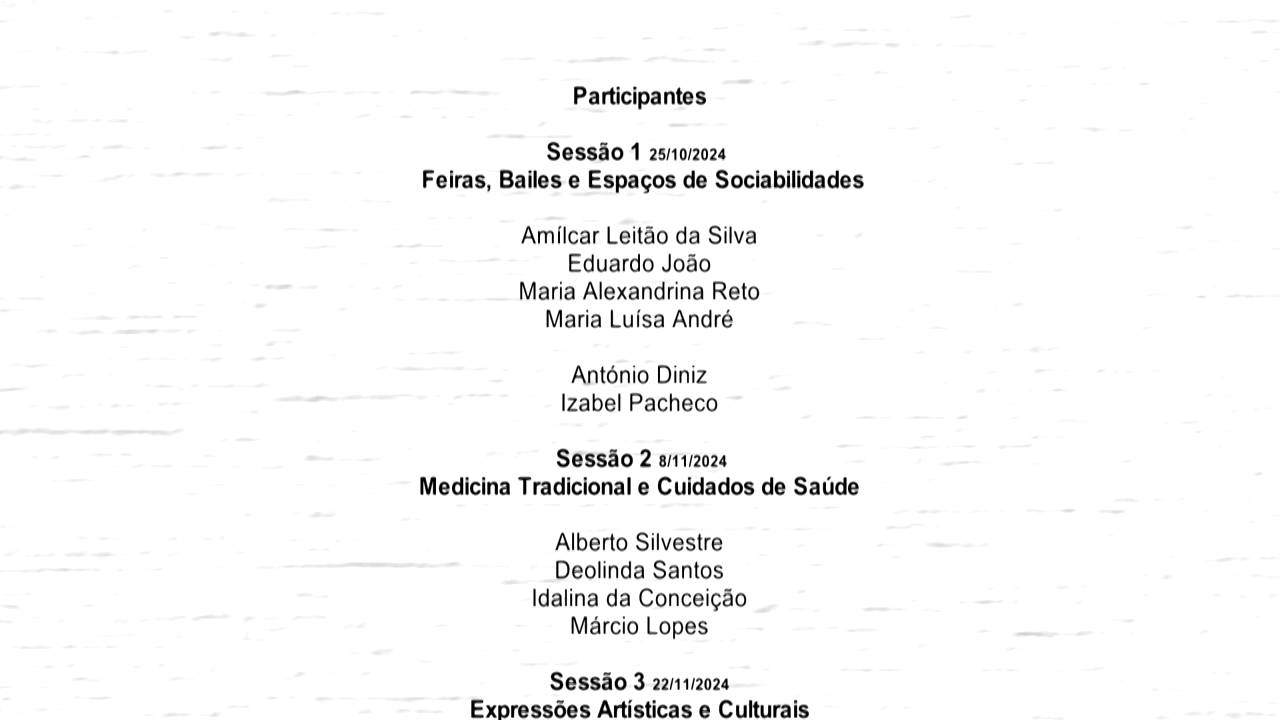 Participantes
Sessão 1 25/10/2024
Feiras, Bailes e Espaços de Sociabilidades
Amílcar Leitão da Silva
Eduardo João
Maria Alexandrina Reto
Maria Luísa André
António Diniz
Izabel Pacheco
Sessão 2 8/11/2024
Medicina Tradicional e Cuidados de Saúde
Alberto Silvestre
Deolinda Santos
Idalina da Conceição
Márcio Lopes
Sessão 3 22/11/2024
Expressões Artísticas e Culturais